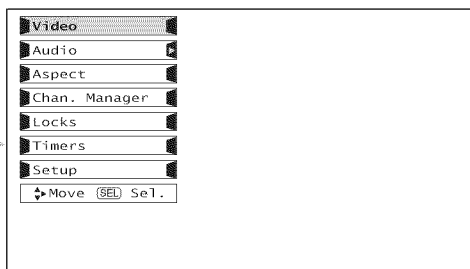 Video
Audio
Aspect
Chan. Manager
Locks
Timers
Setup
Move SEL Sel.